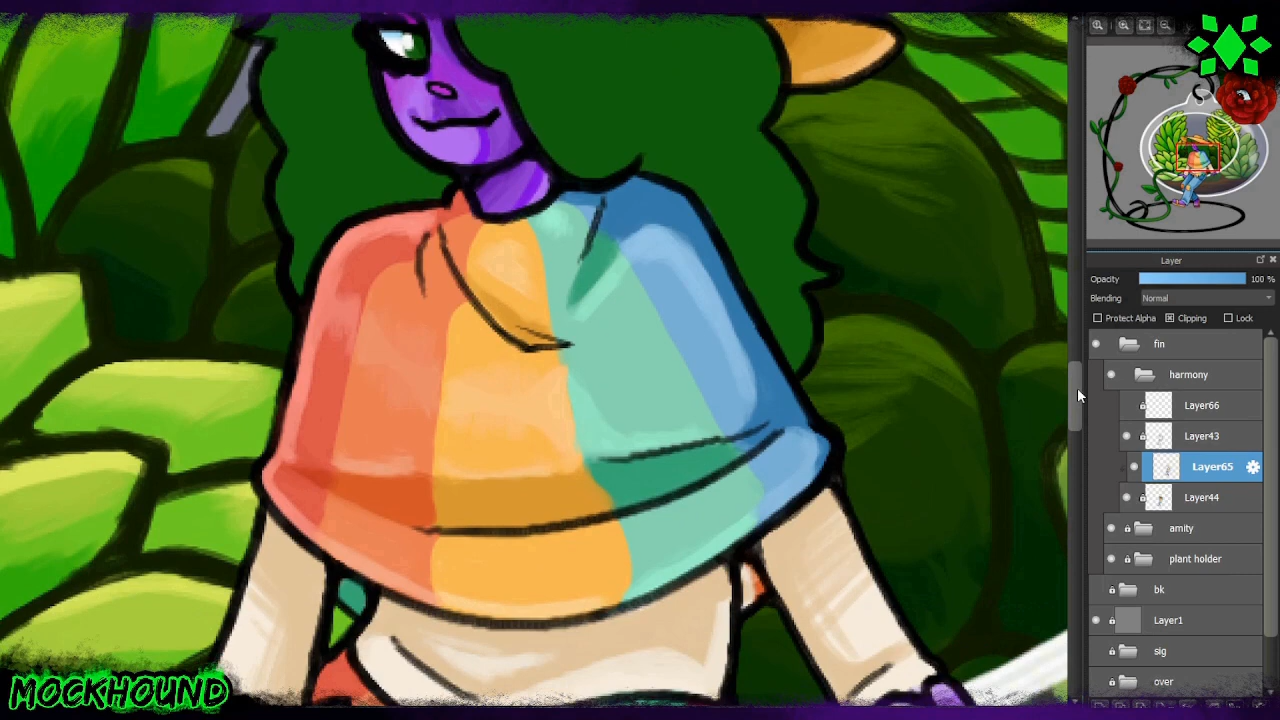 Layer
Opacity 100 %
Blending Normal
Protect Alpha Clipping Lock
fin
harmony
Layer66
Layer43
Layer65
Layer44
amity
plant holder
bk
Layer1
sig
over
MOCKHOUND